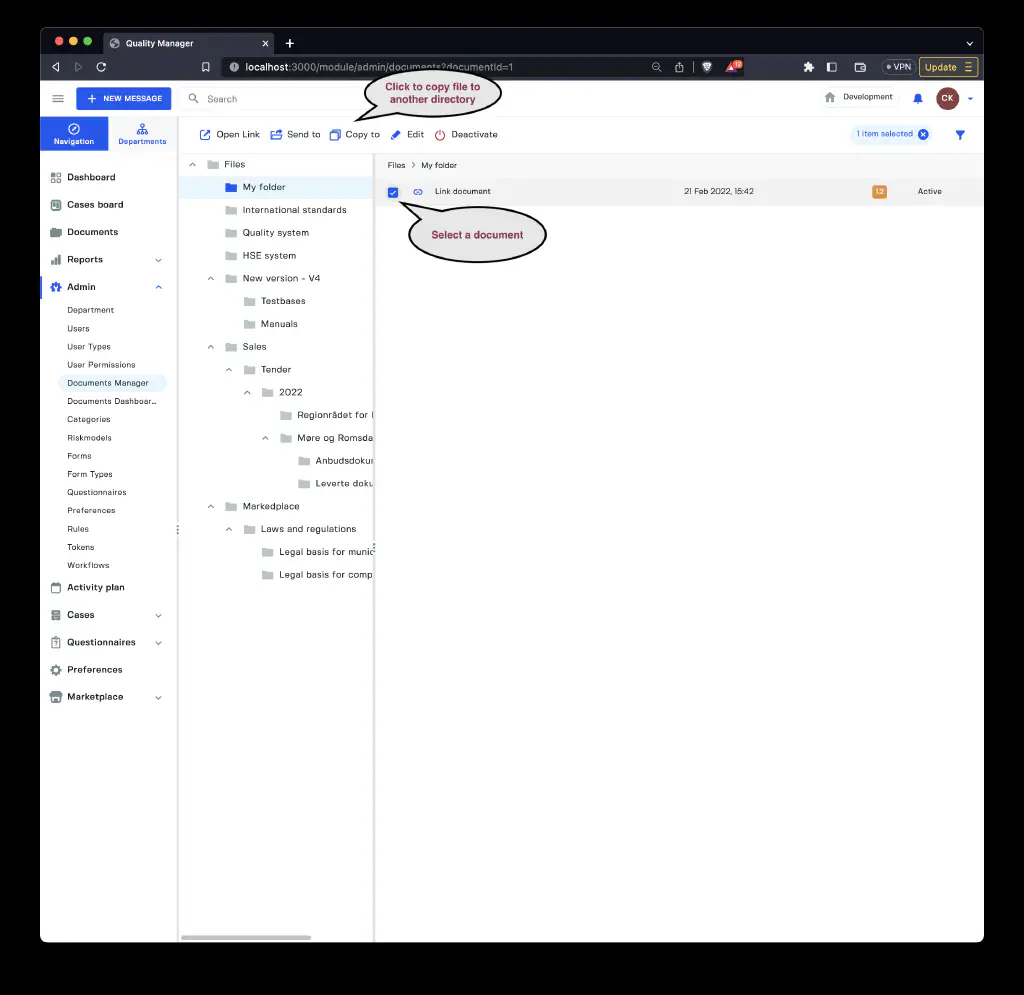 Quality Manager
localhost:3000/module/admin/documents?documentId=1
VPN
Update
NEW MESSAGE
Search
Click to copy file to
another directory
Development
CK
Navigation
Departments
Open Link
Send to
Copy to
Edit
Deactivate
1 item selected
Dashboard
Cases board
Documents
Reports
Admin
Department
Users
User Types
User Permissions
Documents Manager
Documents Dashboar...
Categories
Riskmodels
Forms
Form Types
Questionnaires
Preferences
Rules
Tokens
Workflows
Activity plan
Cases
Questionnaires
Preferences
Marketplace
Files
My folder
International standards
Quality system
HSE system
New version - V4
Testbases
Manuals
Sales
Tender
2022
Regionrådet for
Møre og Romsda
Anbudsdokur
Leverte doku
Markedplace
Laws and regulations
Legal basis for munic
Legal basis for comp
Files > My folder
Link document
21 Feb 2022, 15:42
1.2
Active
Select a document